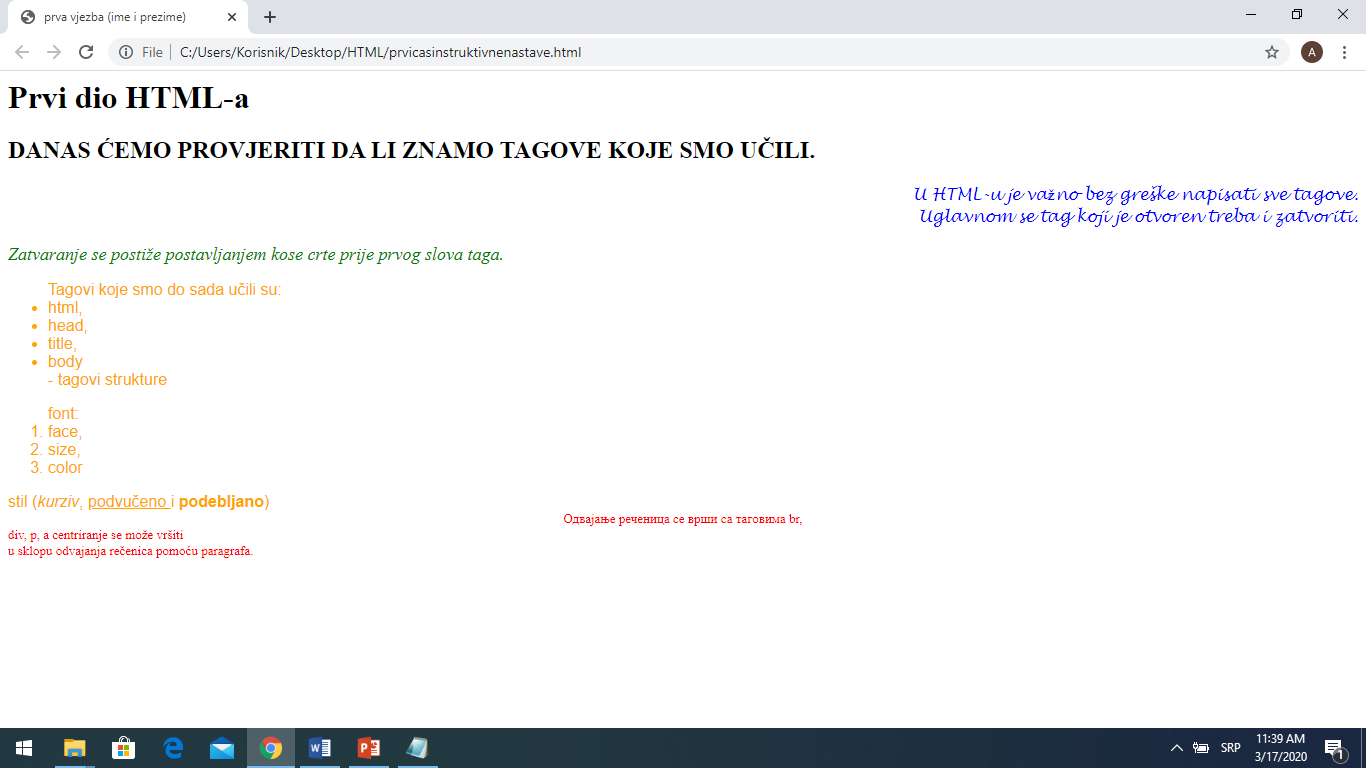 prva vjezba (ime i prezime)
File
C:/Users/Korisnik/Desktop/HTML/prvicasinstruktivnenastave.html
A
Prvi dio HTML-a
DANAS ĆEMO PROVJERITI DA LI ZNAMO TAGOVE KOJE SMO UČILI.
U HTML-u je važno bez greške napisati sve tagove.
Uglavnom se tag koji je otvoren treba i zatvoriti.
Zatvaranje se postiže postavljanjem kose crte prije prvog slova taga.
Tagovi koje smo do sada učili su:
• html,
• head,
• title,
• body
- tagovi strukture
font:
1. face,
2. size,
3. color
stil (kurziv, podvučeno i podebljano)
Одвајање реченица се врши са таговима br,
div, p, a centriranje se može vršiti
u sklopu odvajanja rečenica pomoću paragrafa.
SRP
11:39 AM
3/17/2020
1